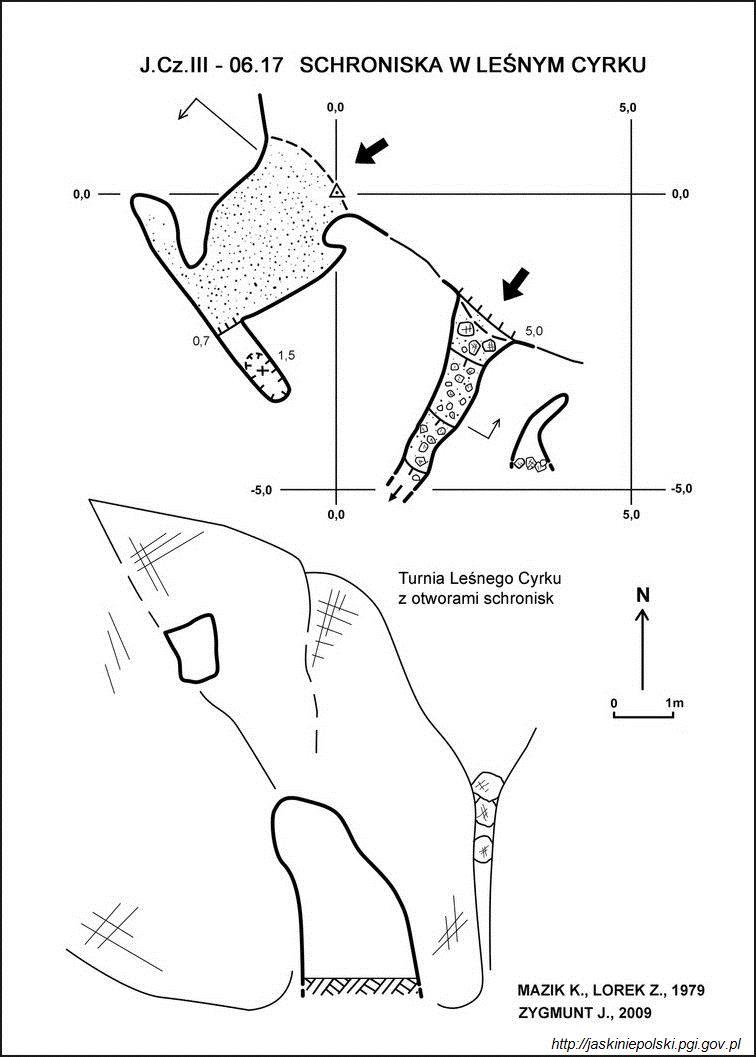 J.Cz.III - 06.17 SCHRONISKA W LEŚNYM CYRKU
0,0
5,0
0,0
0,0
0,7
1,5
5,0
-5,0
-5,0
0,0
5,0
Turnia Leśnego Cyrku
z otworami schronisk
N
0 1m
MAZIK K., LOREK Z., 1979
ZYGMUNT J., 2009
http://jaskiniepolski.pgi.gov.pl